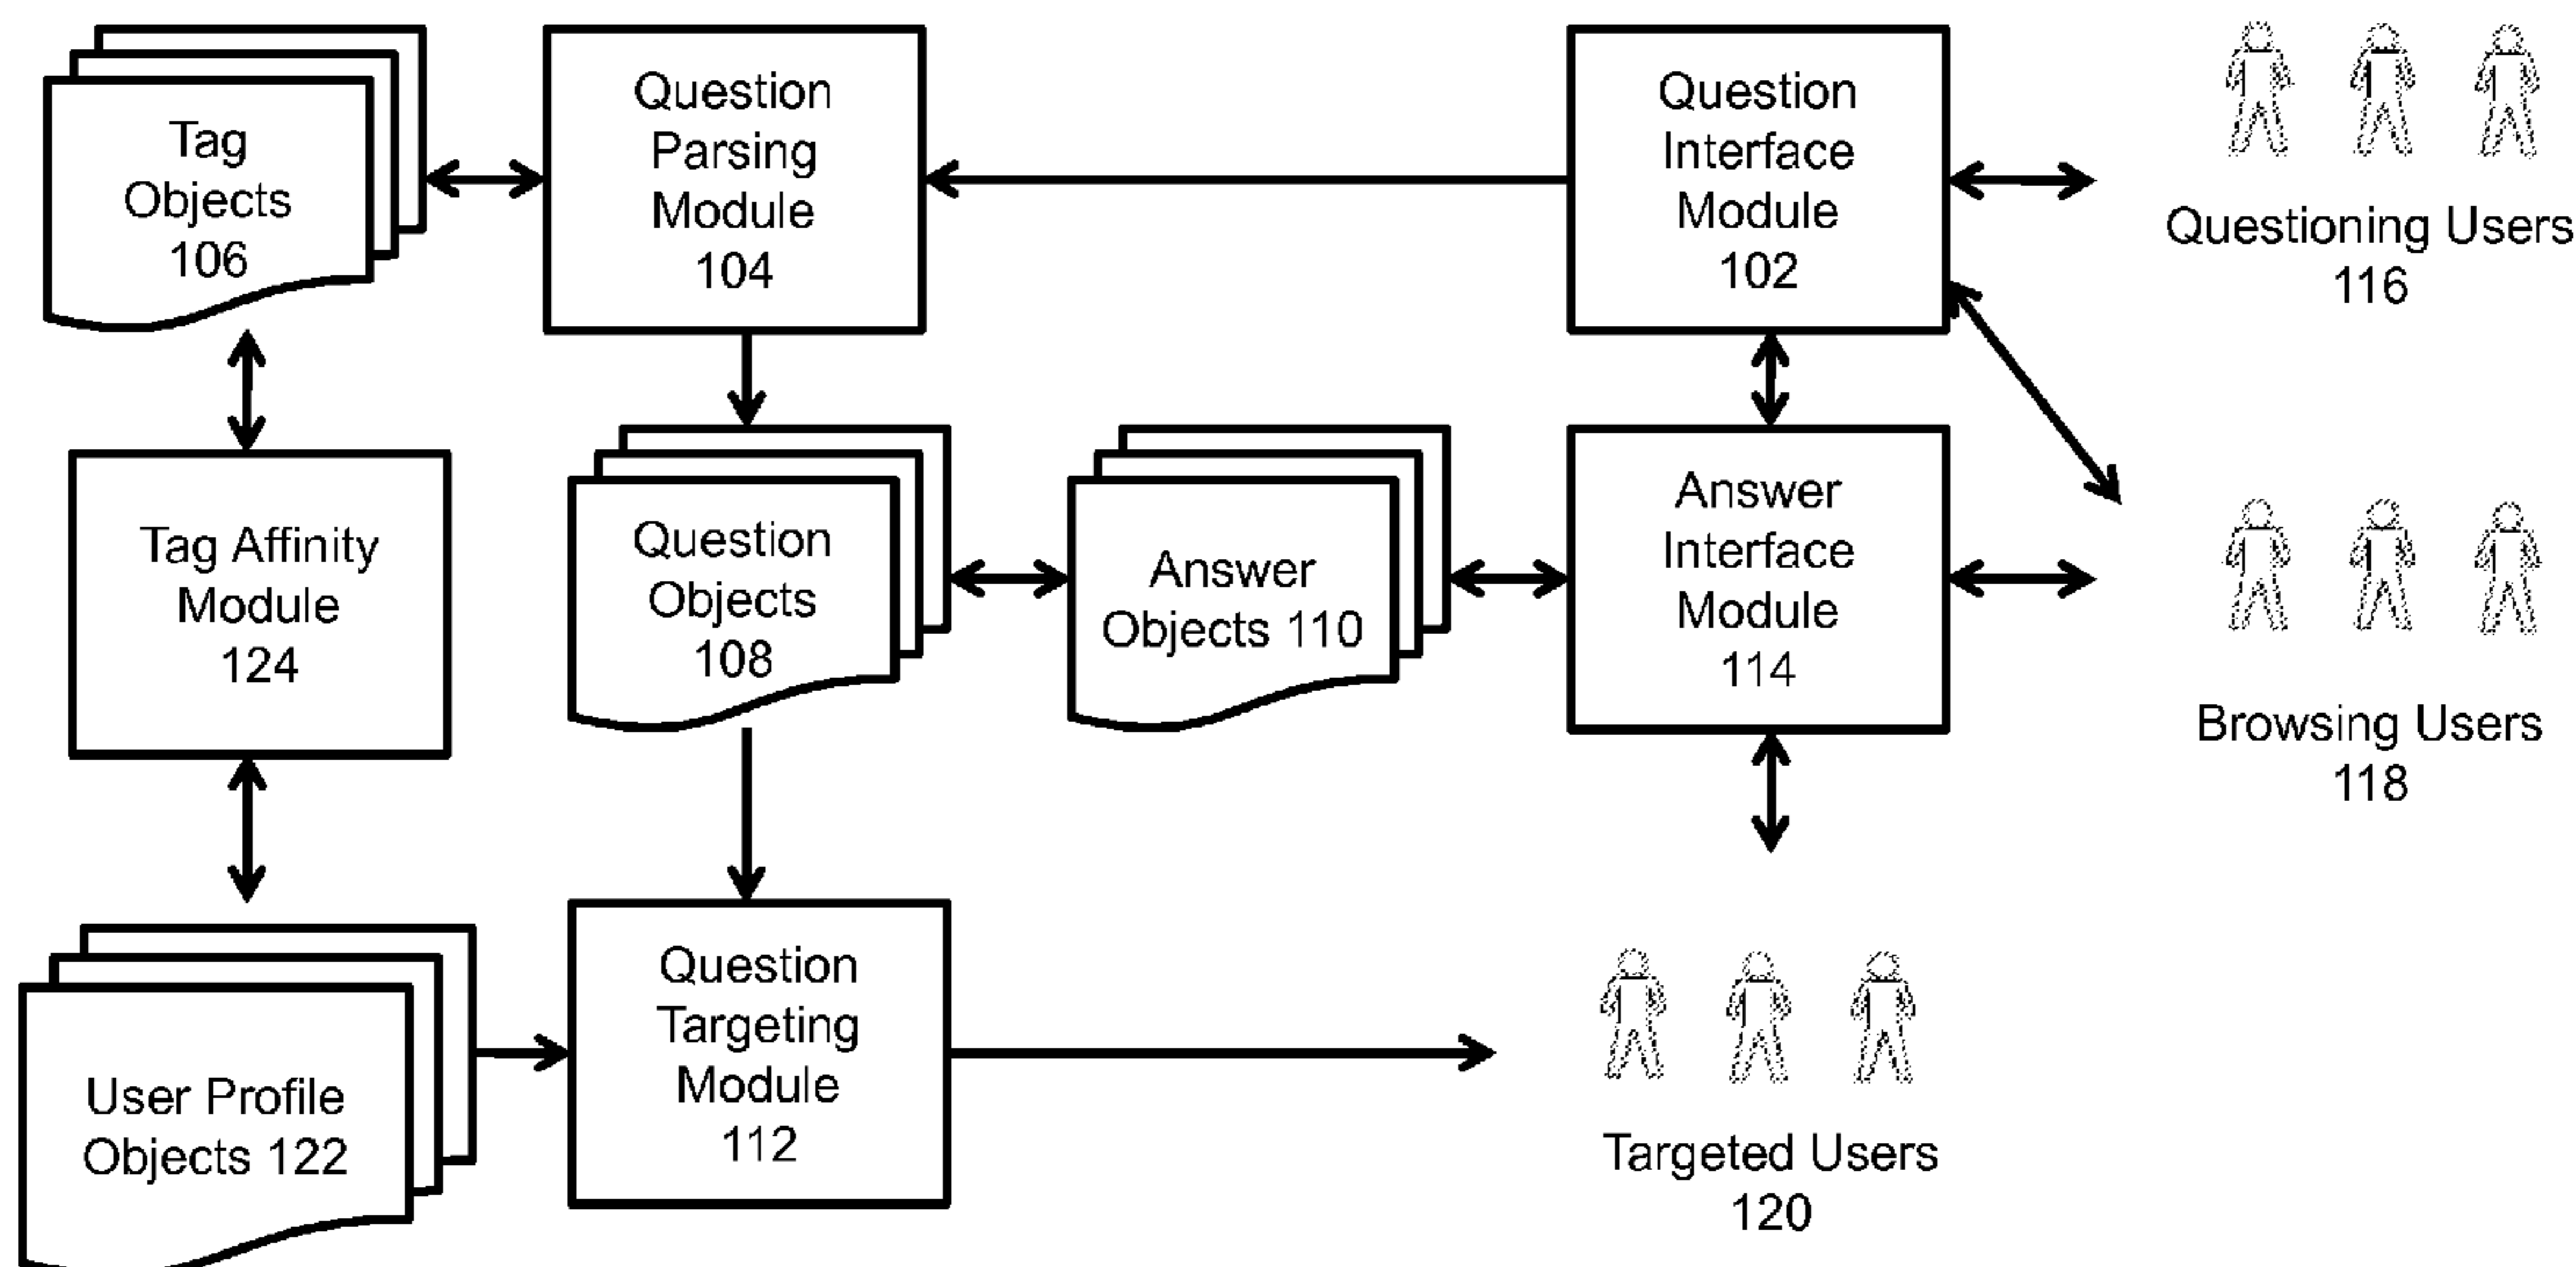 Tag
Objects
106
Question
Parsing
Module
104
Question
Interface
Module
102
Questioning Users
116
Tag Affinity
Module
124
Question
Objects
108
Answer
Objects 110
Answer
Interface
Module
114
Browsing Users
118
User Profile
Objects 122
Question
Targeting
Module
112
Targeted Users
120